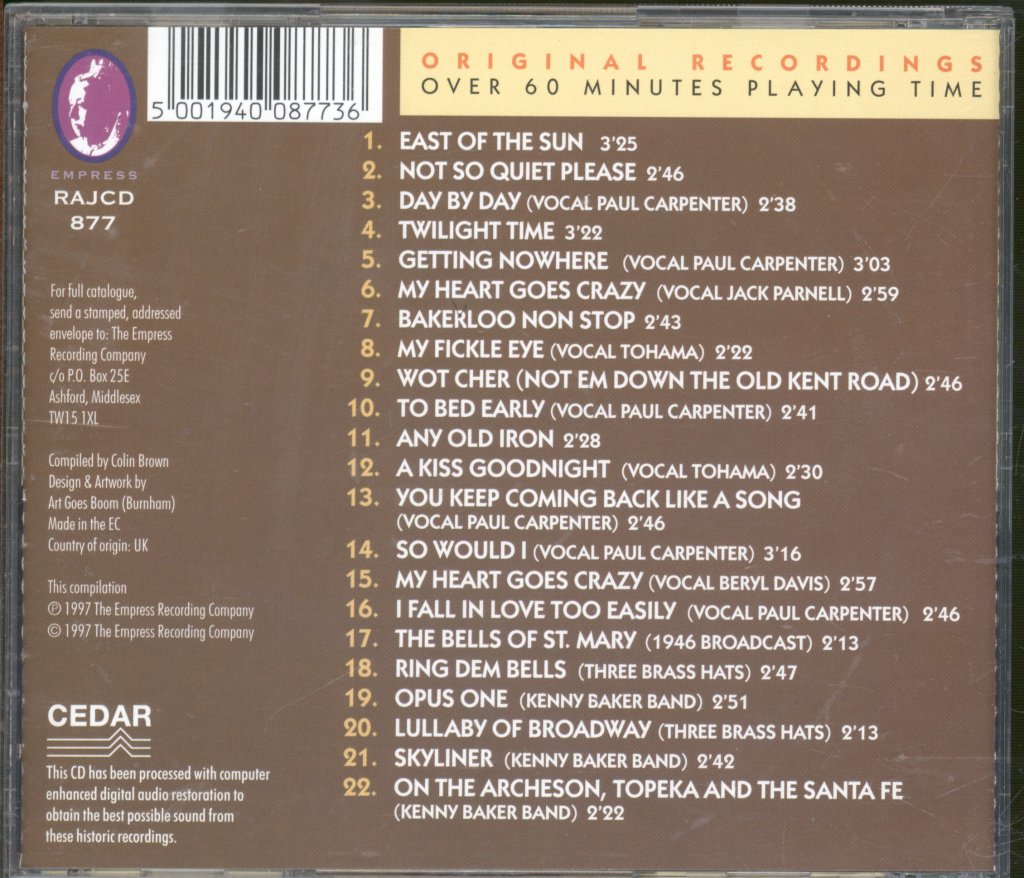 EMPRESS
RAJCD
877
5 001940 087736
ORIGINAL RECORDINGS
OVER 60 MINUTES PLAYING TIME
1. EAST OF THE SUN 3'25
2. NOT SO QUIET PLEASE 2'46
3. DAY BY DAY (VOCAL PAUL CARPENTER) 2'38
4. TWILIGHT TIME 3'22
5. GETTING NOWHERE (VOCAL PAUL CARPENTER) 3'03
6. MY HEART GOES CRAZY (VOCAL JACK PARNELL) 2'59
7. BAKERLOO NON STOP 2'43
8. MY FICKLE EYE (VOCAL TOHAMA) 2'22
9. WOT CHER (NOT EM DOWN THE OLD KENT ROAD) 2'46
10. TO BED EARLY (VOCAL PAUL CARPENTER) 2'41
11. ANY OLD IRON 2'28
12. A KISS GOODNIGHT (VOCAL TOHAMA) 2'30
13. YOU KEEP COMING BACK LIKE A SONG
(VOCAL PAUL CARPENTER) 2'46
14. SO WOULD I (VOCAL PAUL CARPENTER) 3'16
15. MY HEART GOES CRAZY (VOCAL BERYL DAVIS) 2'57
16. I FALL IN LOVE TOO EASILY (VOCAL PAUL CARPENTER) 2'46
17. THE BELLS OF ST. MARY (1946 BROADCAST) 2'13
18. RING DEM BELLS (THREE BRASS HATS) 2'47
19. OPUS ONE (KENNY BAKER BAND) 2'51
20. LULLABY OF BROADWAY (THREE BRASS HATS) 2'13
21. SKYLINER (KENNY BAKER BAND) 2'42
22. ON THE ARCHESON, TOPEKA AND THE SANTA FE
(KENNY BAKER BAND) 2'22
For full catalogue,
send a stamped, addressed
envelope to: The Empress
Recording Company
c/o P.O. Box 25E
Ashford, Middlesex
TW15 1XL
Compiled by Colin Brown
Design & Artwork by
Art Goes Boom (Burnham)
Made in the EC
Country of origin: UK
This compilation
℗ 1997 The Empress Recording Company
© 1997 The Empress Recording Company
CEDAR
This CD has been processed with computer
enhanced digital audio restoration to
obtain the best possible sound from
these historic recordings.